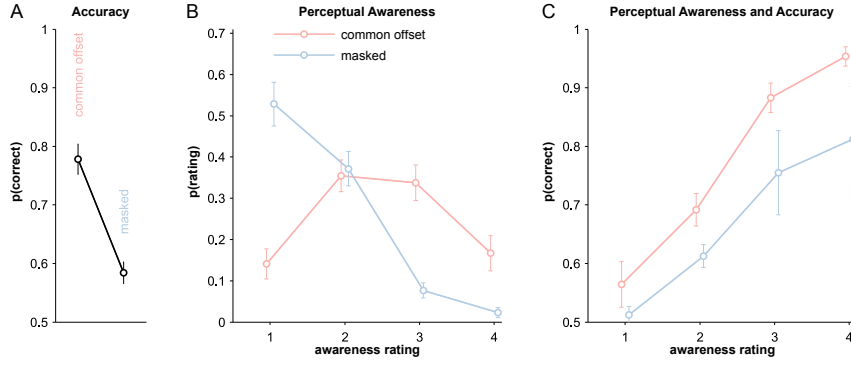 A
Accuracy
1
0.9
0.8
0.7
0.6
0.5
p(correct)
common offset
masked
B
Perceptual Awareness
common offset
masked
0.7
0.6
0.5
0.4
0.3
0.2
0.1
0
p(rating)
1 2 3 4
awareness rating
C
Perceptual Awareness and Accuracy
1
0.9
0.8
0.7
0.6
0.5
p(correct)
1 2 3 4
awareness rating